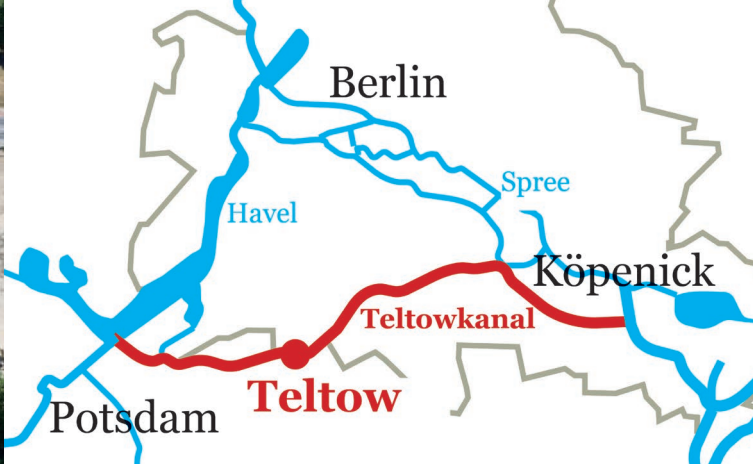 Berlin
Spree
Havel
Köpenick
Teltowkanal
Teltow
Potsdam